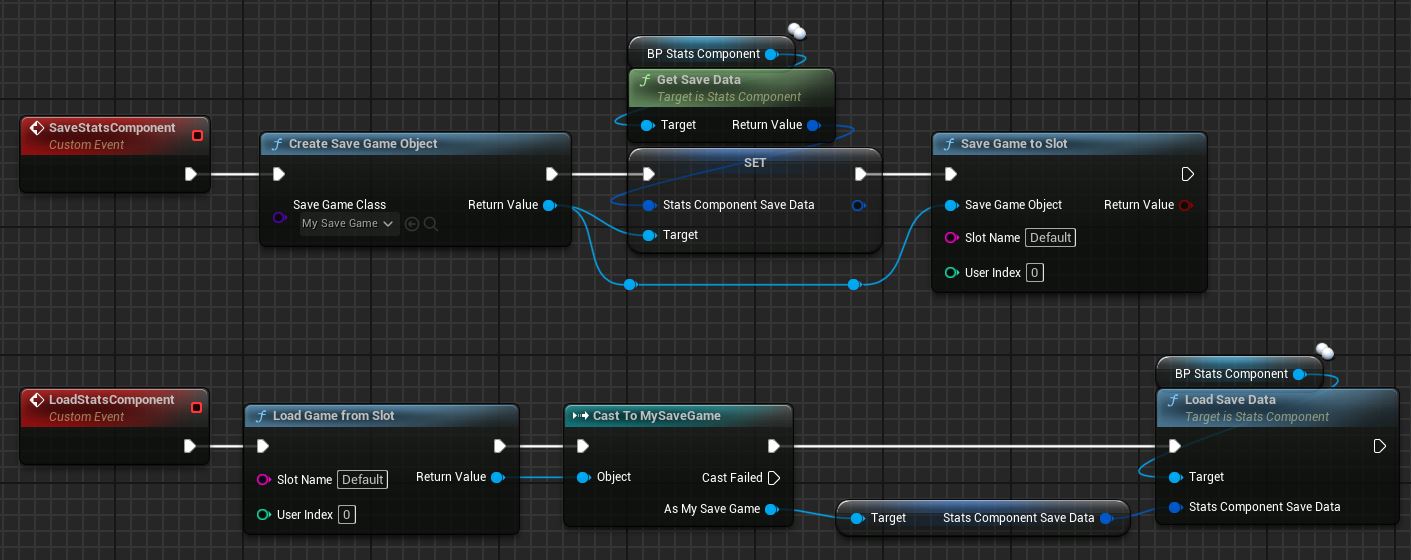 BP Stats Component
Get Save Data
Target is Stats Component
Target Return Value
SaveStatsComponent
Custom Event
Create Save Game Object
Save Game Class
My Save Game
Return Value
SET
Stats Component Save Data
Target
Save Game to Slot
Save Game Object Return Value
Slot Name Default
User Index 0
LoadStatsComponent
Custom Event
Load Game from Slot
Slot Name Default Return Value
User Index 0
Cast To MySaveGame
Object
Cast Failed
As My Save Game
Target Stats Component Save Data
BP Stats Component
Load Save Data
Target is Stats Component
Target
Stats Component Save Data